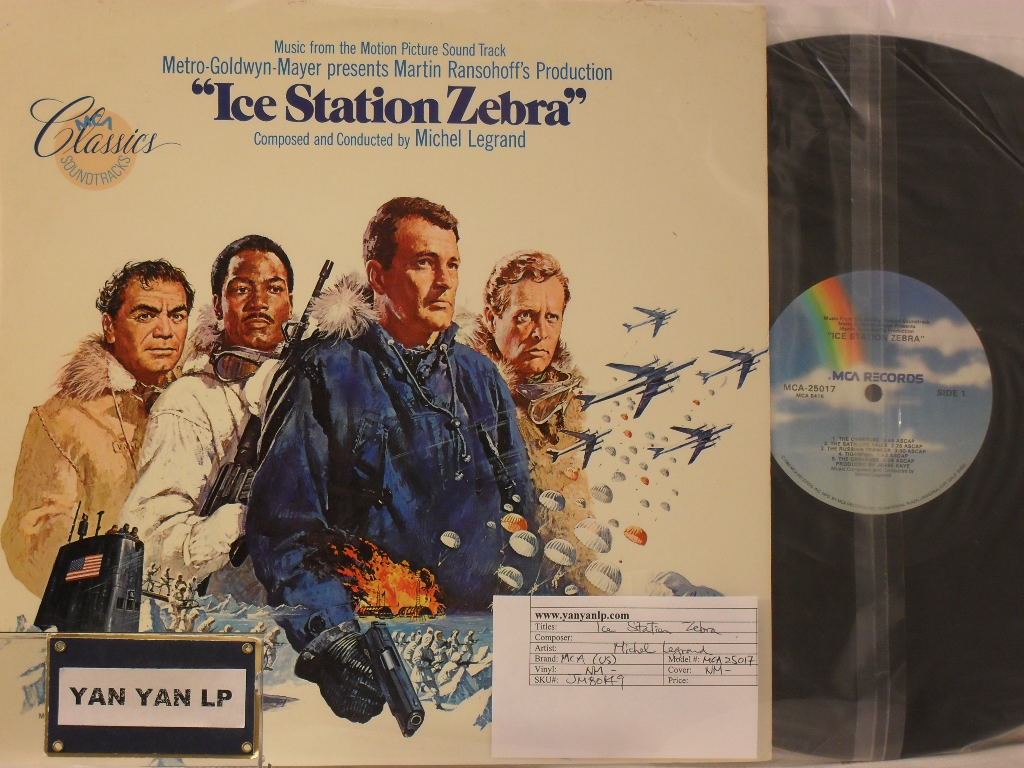 Music from the Motion Picture Sound Track
Metro-Goldwyn-Mayer presents Martin Ransohoff's Production
"Ice Station Zebra"
Composed and Conducted by Michel Legrand
MCA
Classics
SOUNDTRACKS
"ICE STATION ZEBRA"
MCA RECORDS
MCA-25017
SIDE 1
www.yanyanlp.com
Titles: Ice Station Zebra
Composer:
Artist: Michel Legrand
Brand: MCA (US) Model #: MCA 25017
Vinyl: NM - Cover: NM -
SKU#: Price:
YAN YAN LP